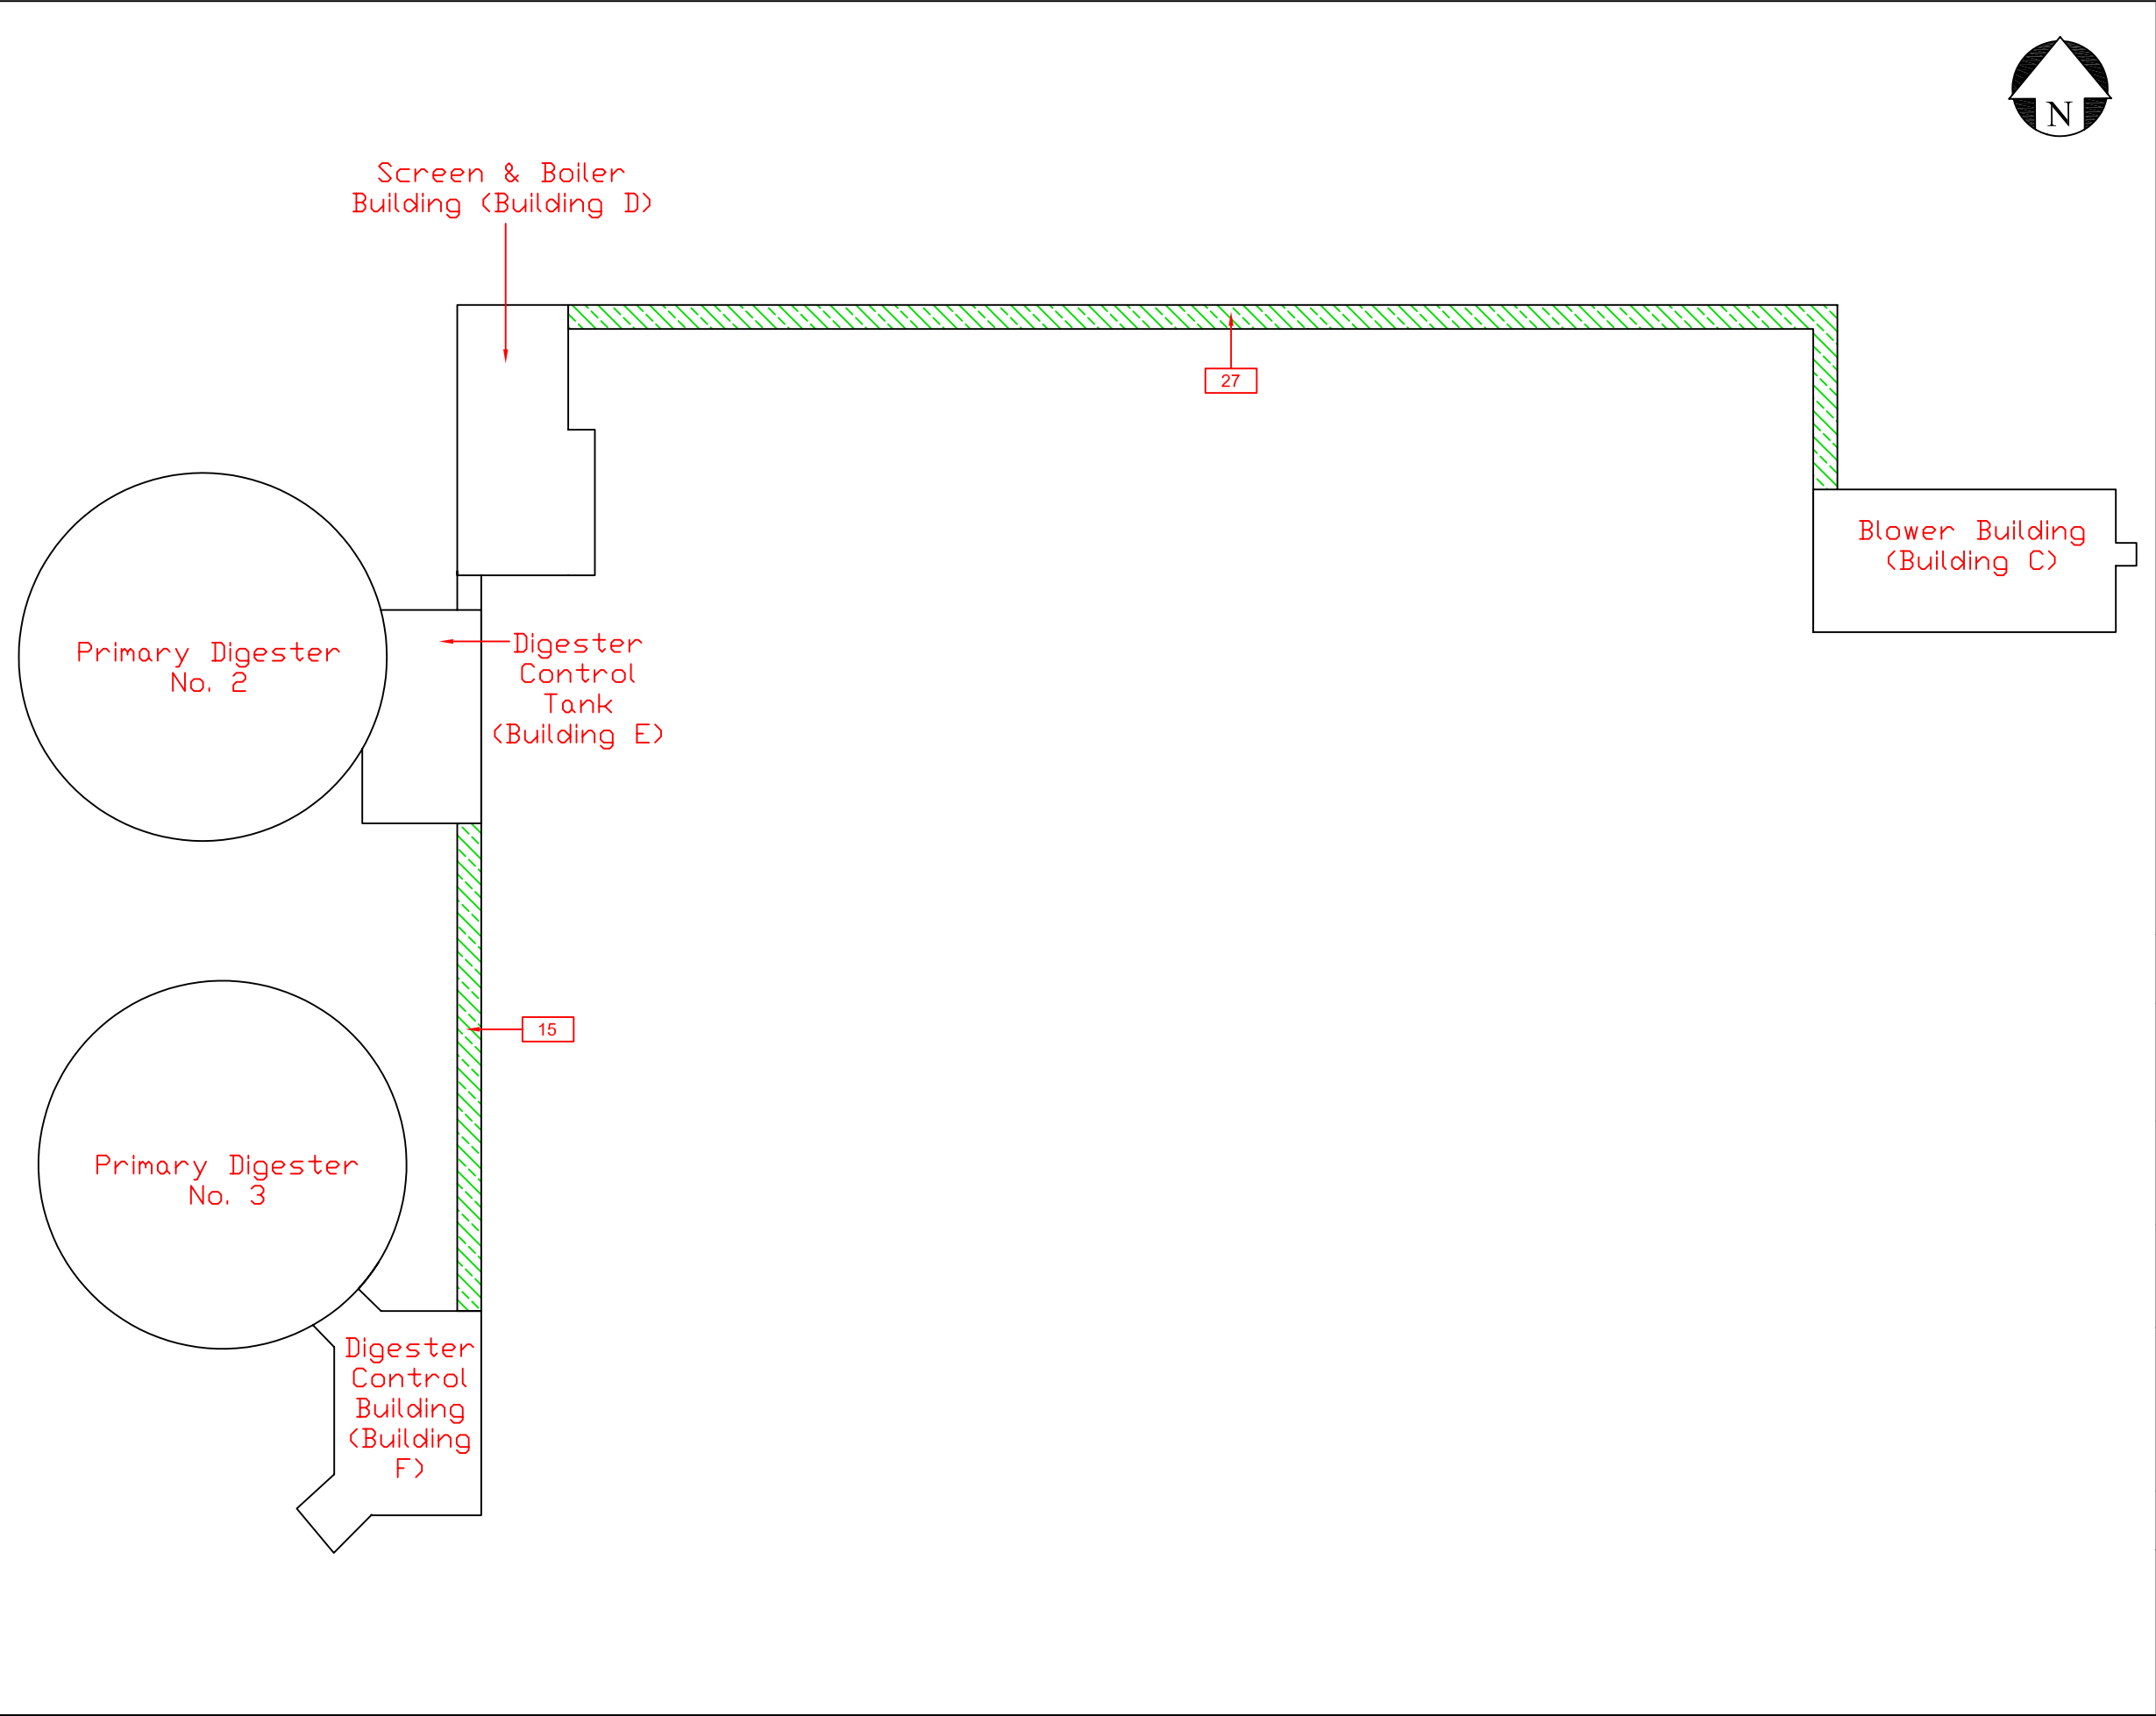 N
Screen & Boiler
Building (Building D)
27
Blower Building
(Building C)
Primary Digester
No. 2
Digester
Control
Tank
(Building E)
15
Primary Digester
No. 3
Digester
Control
Building
(Building
F)